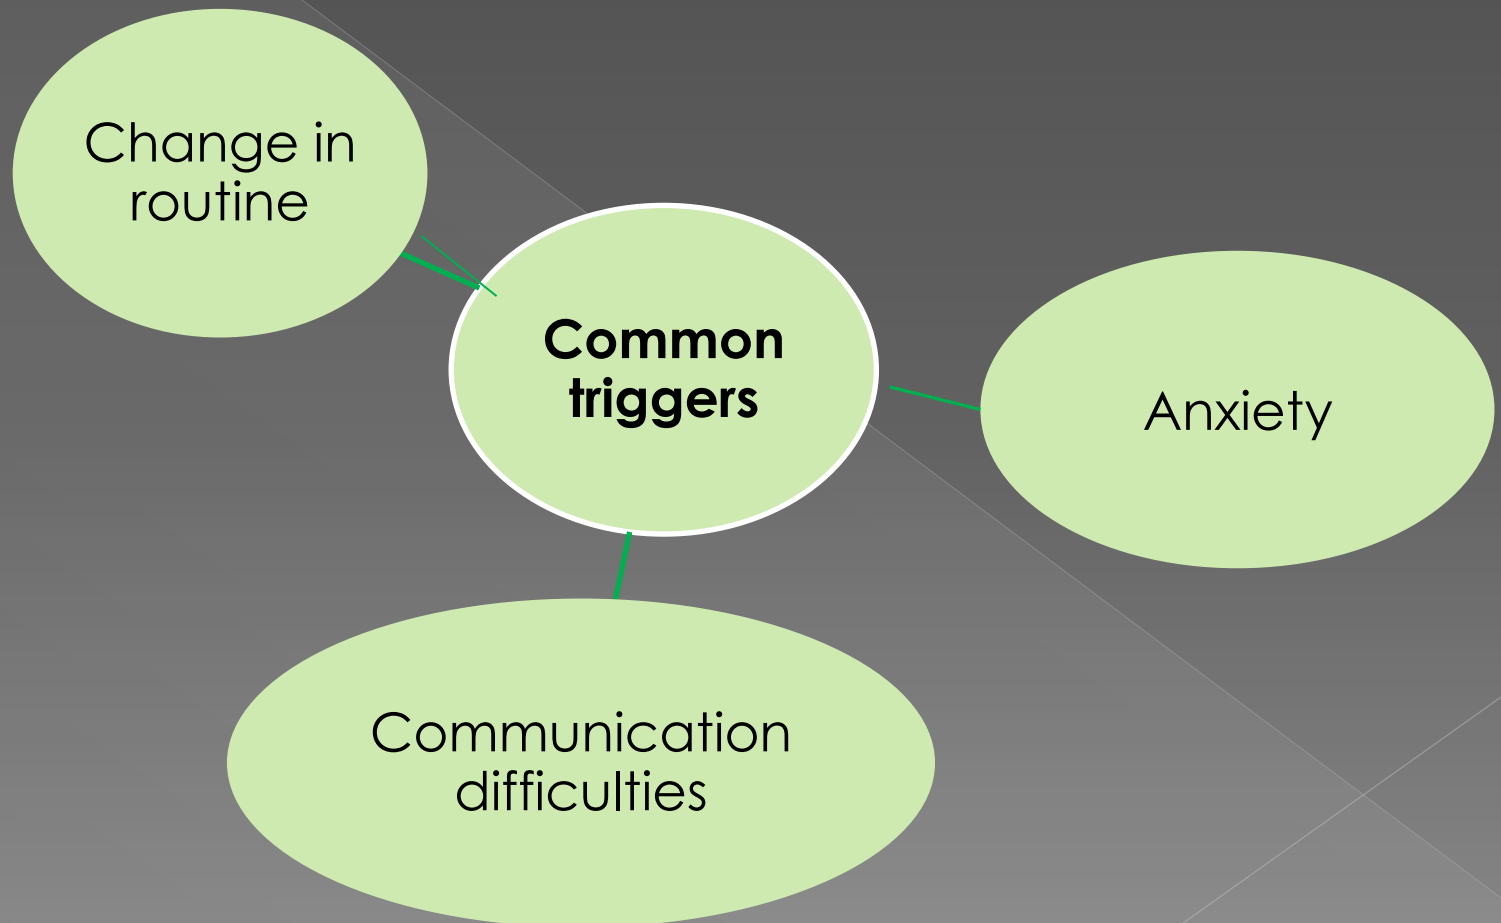 Change in
routine
Common
triggers
Anxiety
Communication
difficulties